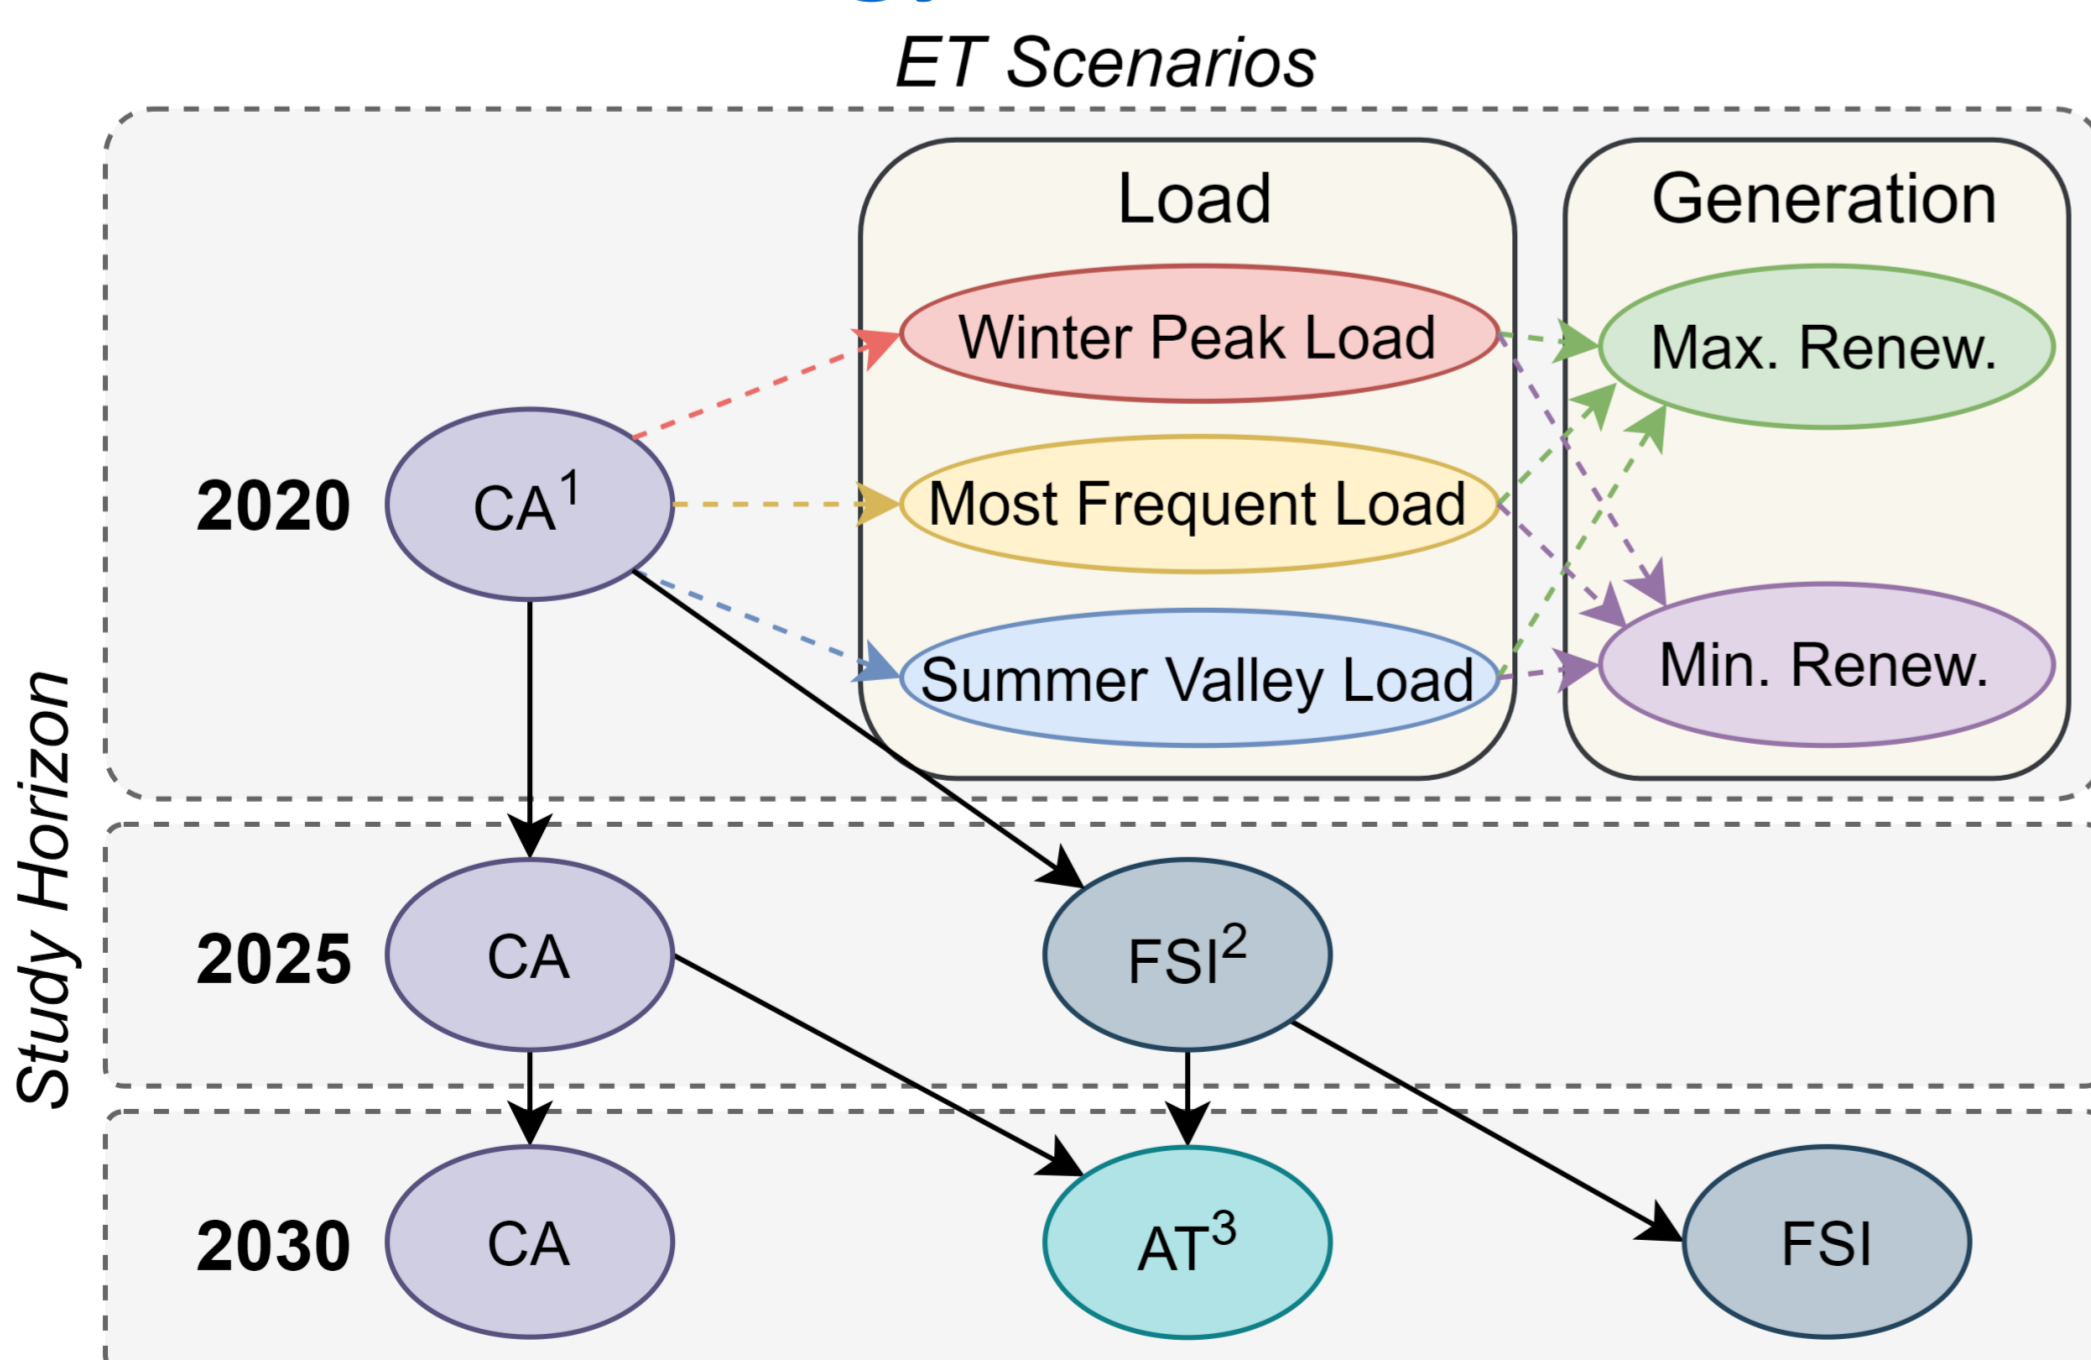 ET Scenarios
Load
Generation
Winter Peak Load
Max. Renew.
2020
CA¹
Most Frequent Load
Summer Valley Load
Min. Renew.
Study Horizon
2025
CA
FSI²
2030
CA
AT³
FSI